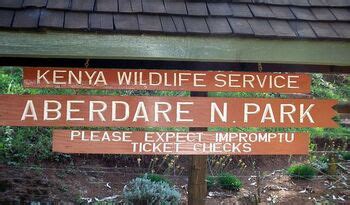 KENYA WILDLIFE SERVICE
ABERDARE N. PARK
PLEASE EXPECT IMPROMPTU
TICKET CHECKS